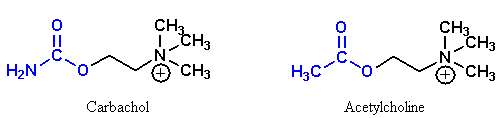 O CH₃ CH₃
H₂N O N CH₃
+
Carbachol
O CH₃ CH₃
H₃C O N CH₃
+
Acetylcholine